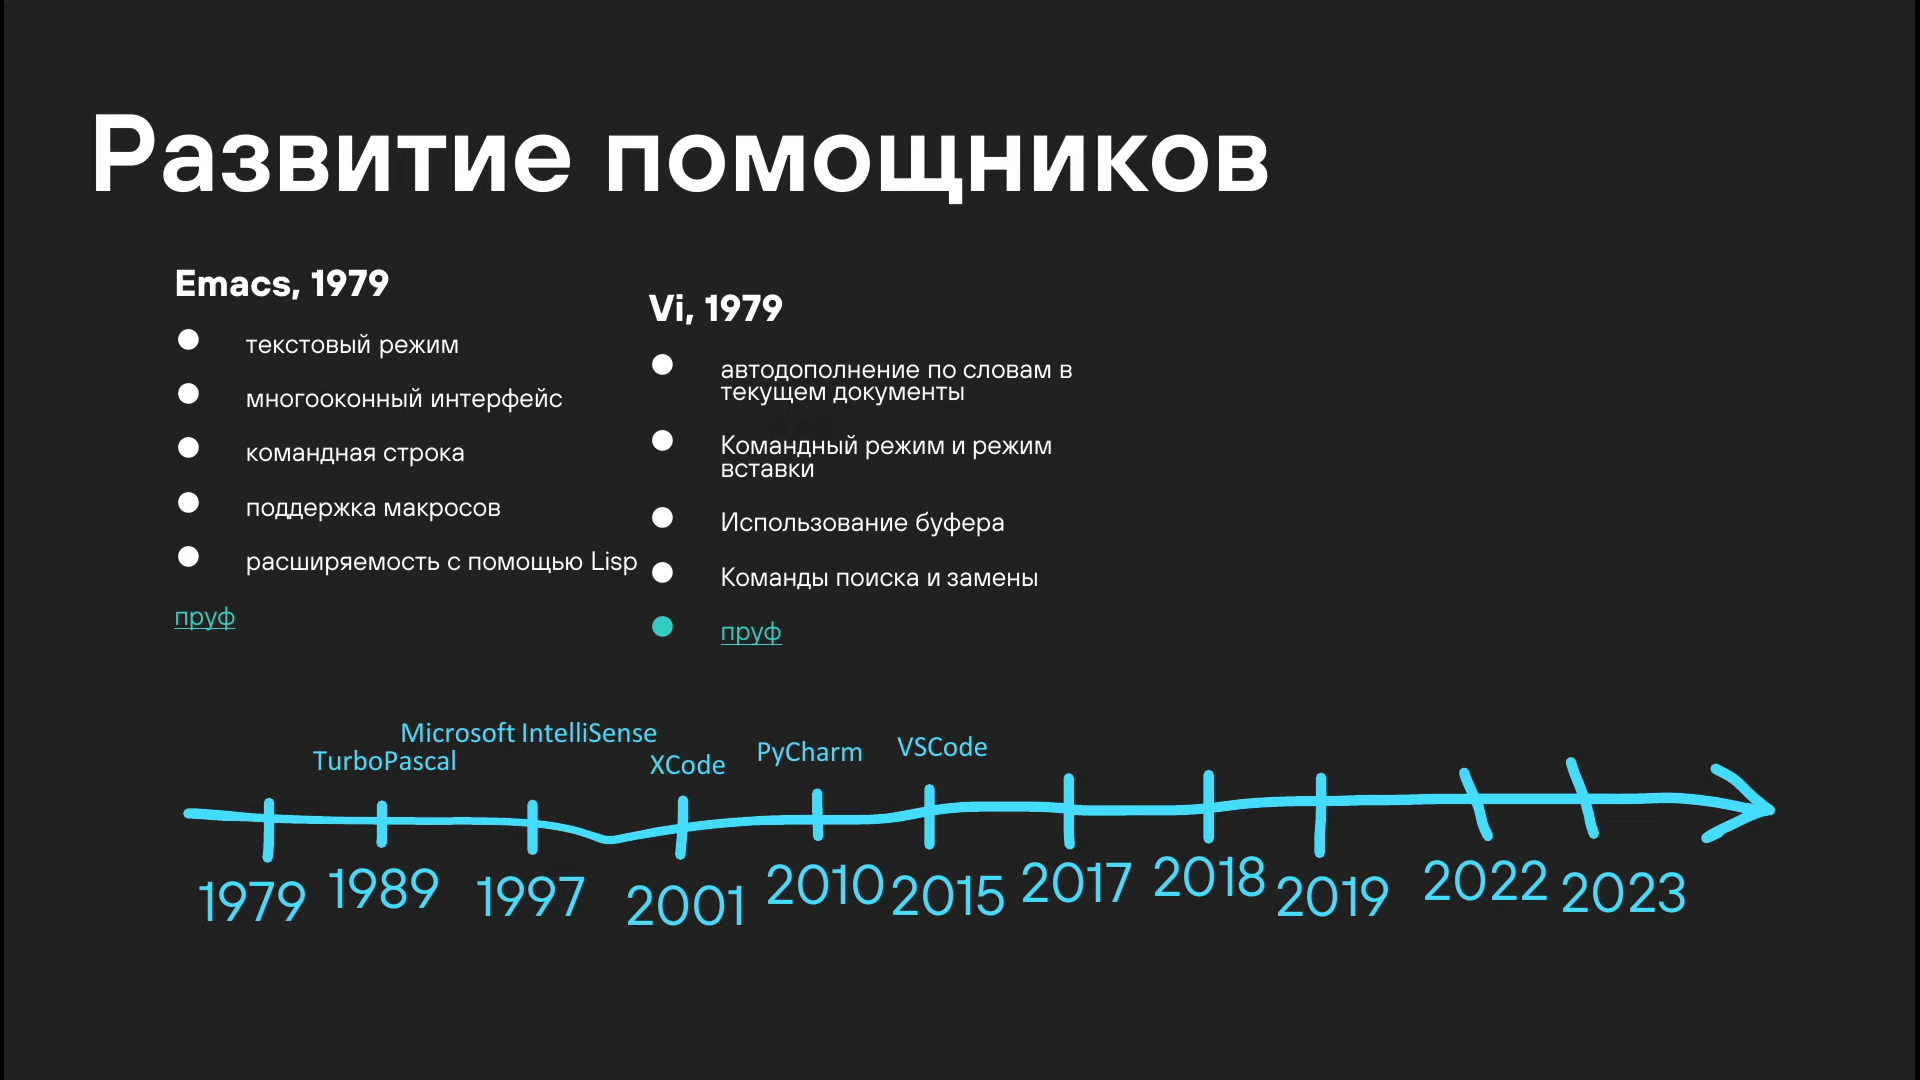 Развитие помощников
Emacs, 1979
текстовый режим
многооконный интерфейс
командная строка
поддержка макросов
расширяемость с помощью Lisp
пруф
Vi, 1979
автодополнение по словам в
текущем документы
Командный режим и режим
вставки
Использование буфера
Команды поиска и замены
пруф
Microsoft IntelliSense
TurboPascal
XCode
PyCharm
VSCode
1979
1989
1997
2001
2010
2015
2017
2018
2019
2022
2023